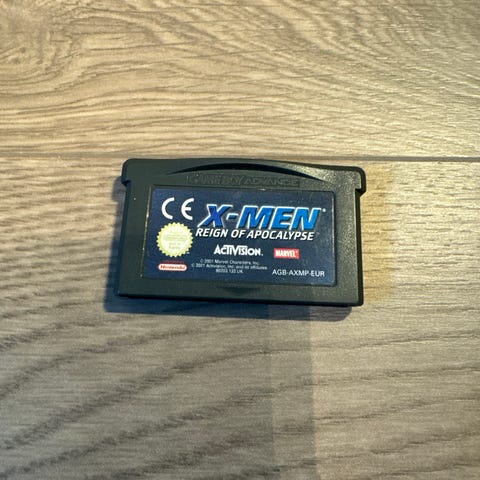 GAME BOY ADVANCE
CE
X-MEN
REIGN OF APOCALYPSE
ACTIVISION.
MARVEL
Nintendo
© 2001 Marvel Characters, Inc.
© 2001 Activision, Inc. and its affiliates
AGB-AXMP-EUR